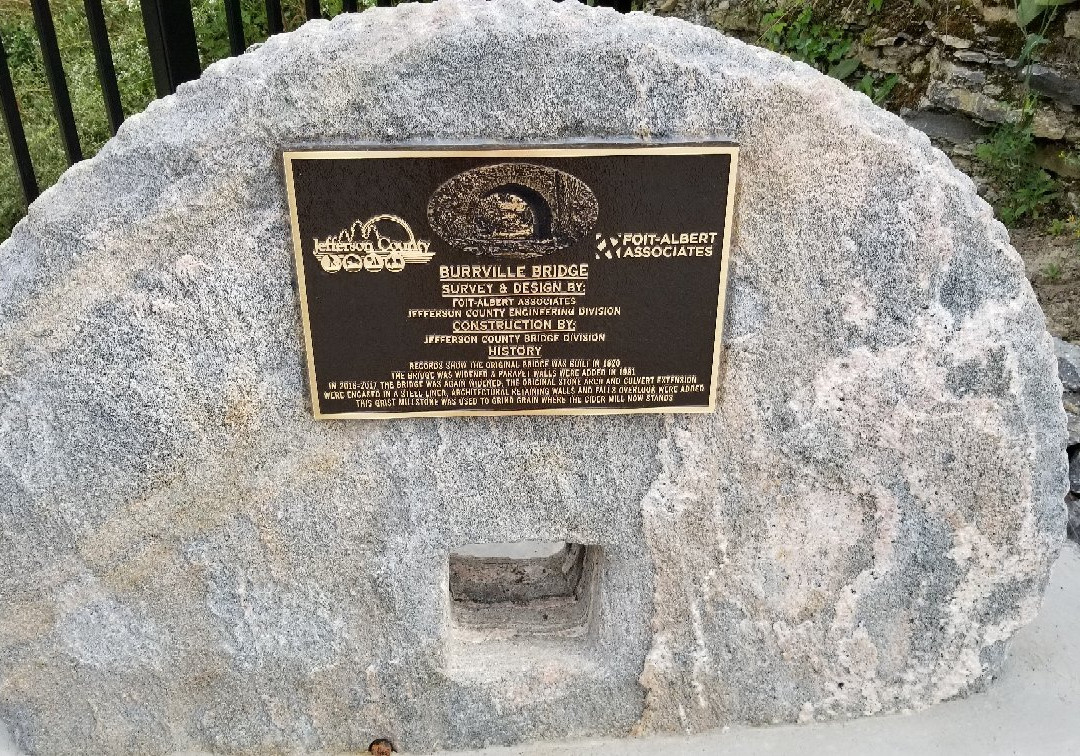 Jefferson County
FOIT-ALBERT
ASSOCIATES
BURRVILLE BRIDGE
SURVEY & DESIGN BY:
FOIT-ALBERT ASSOCIATES
JEFFERSON COUNTY ENGINEERING DIVISION
CONSTRUCTION BY:
JEFFERSON COUNTY BRIDGE DIVISION
HISTORY
RECORDS SHOW THE ORIGINAL BRIDGE WAS BUILT IN 1820
THE BRIDGE WAS WIDENED & PARAPET WALLS WERE ADDED IN 1981
IN 2016-2017 THE BRIDGE WAS AGAIN WIDENED, THE ORIGINAL STONE ARCH AND CULVERT EXTENSION
WERE ENCASED IN A STEEL LINER, ARCHITECTURAL RETAINING WALLS AND FALLS OVERLOOK WERE ADDED
THIS GRIST MILLSTONE WAS USED TO GRIND GRAIN WHERE THE CIDER MILL NOW STANDS